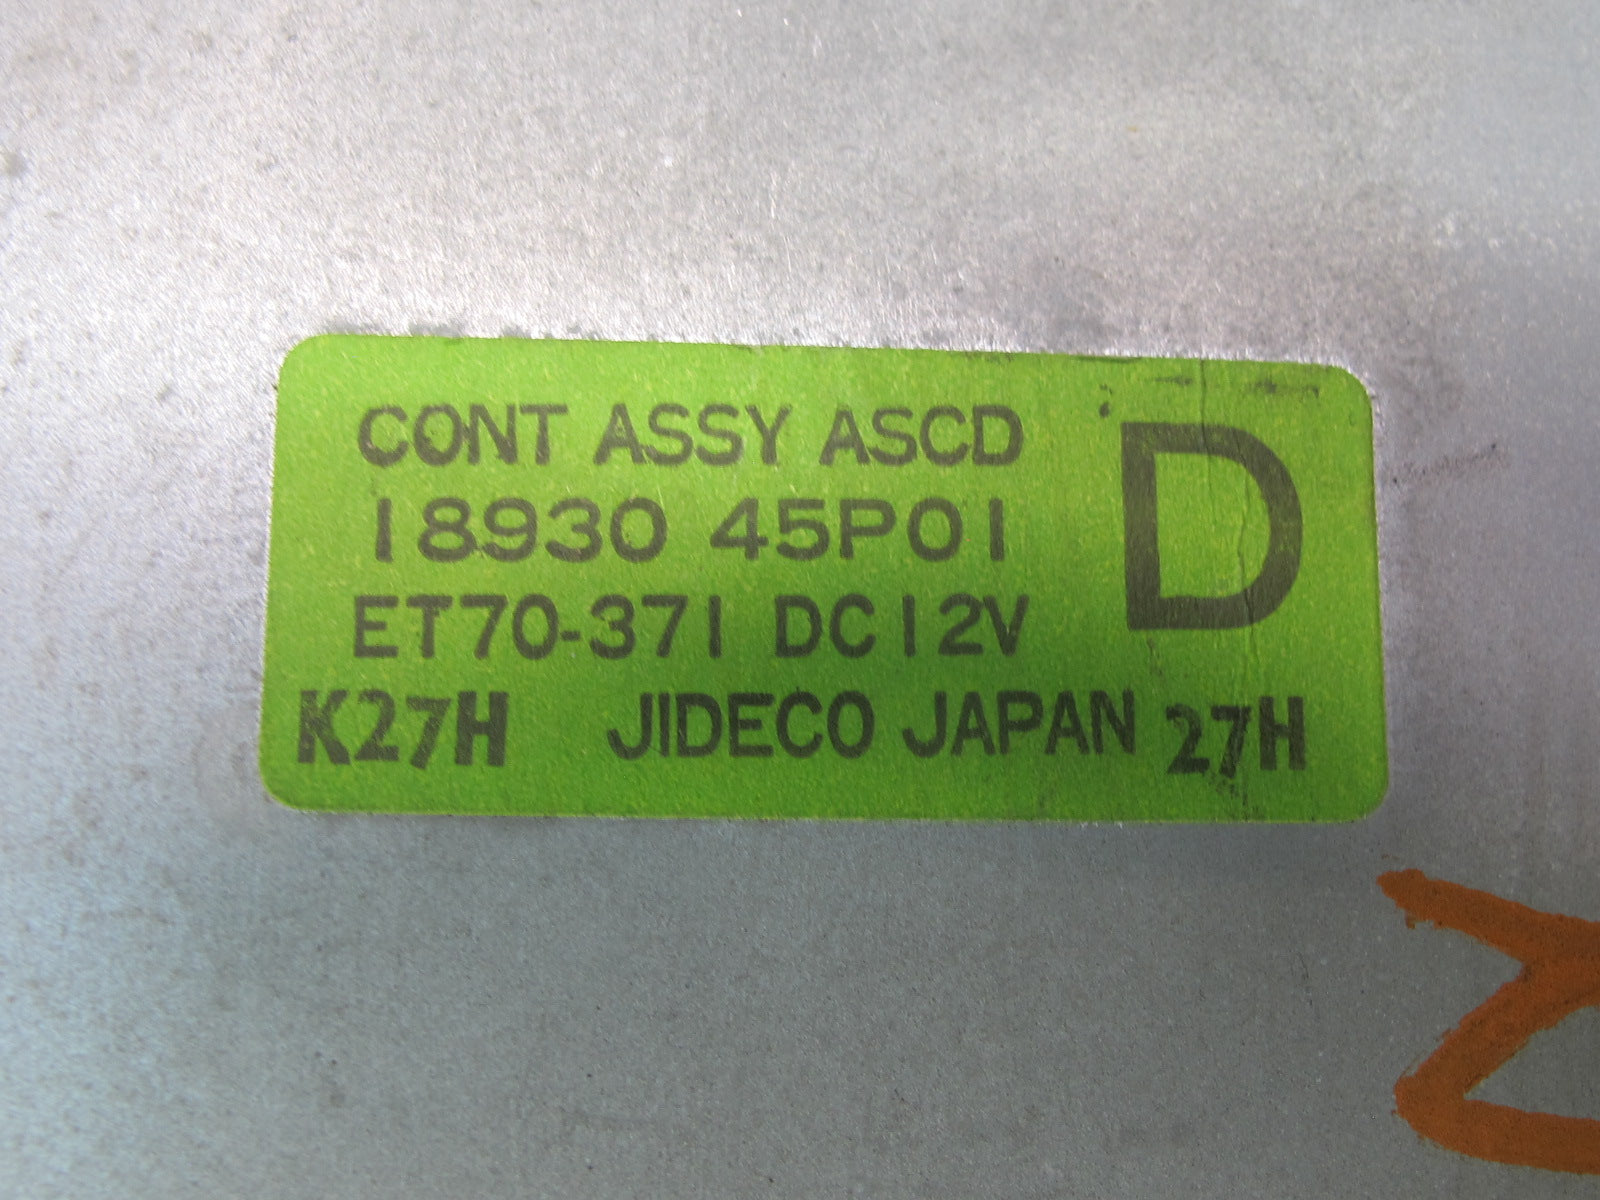 CONT ASSY ASCD
18930 45P01
D
ET70-371 DC12V
K27H JIDECO JAPAN 27H